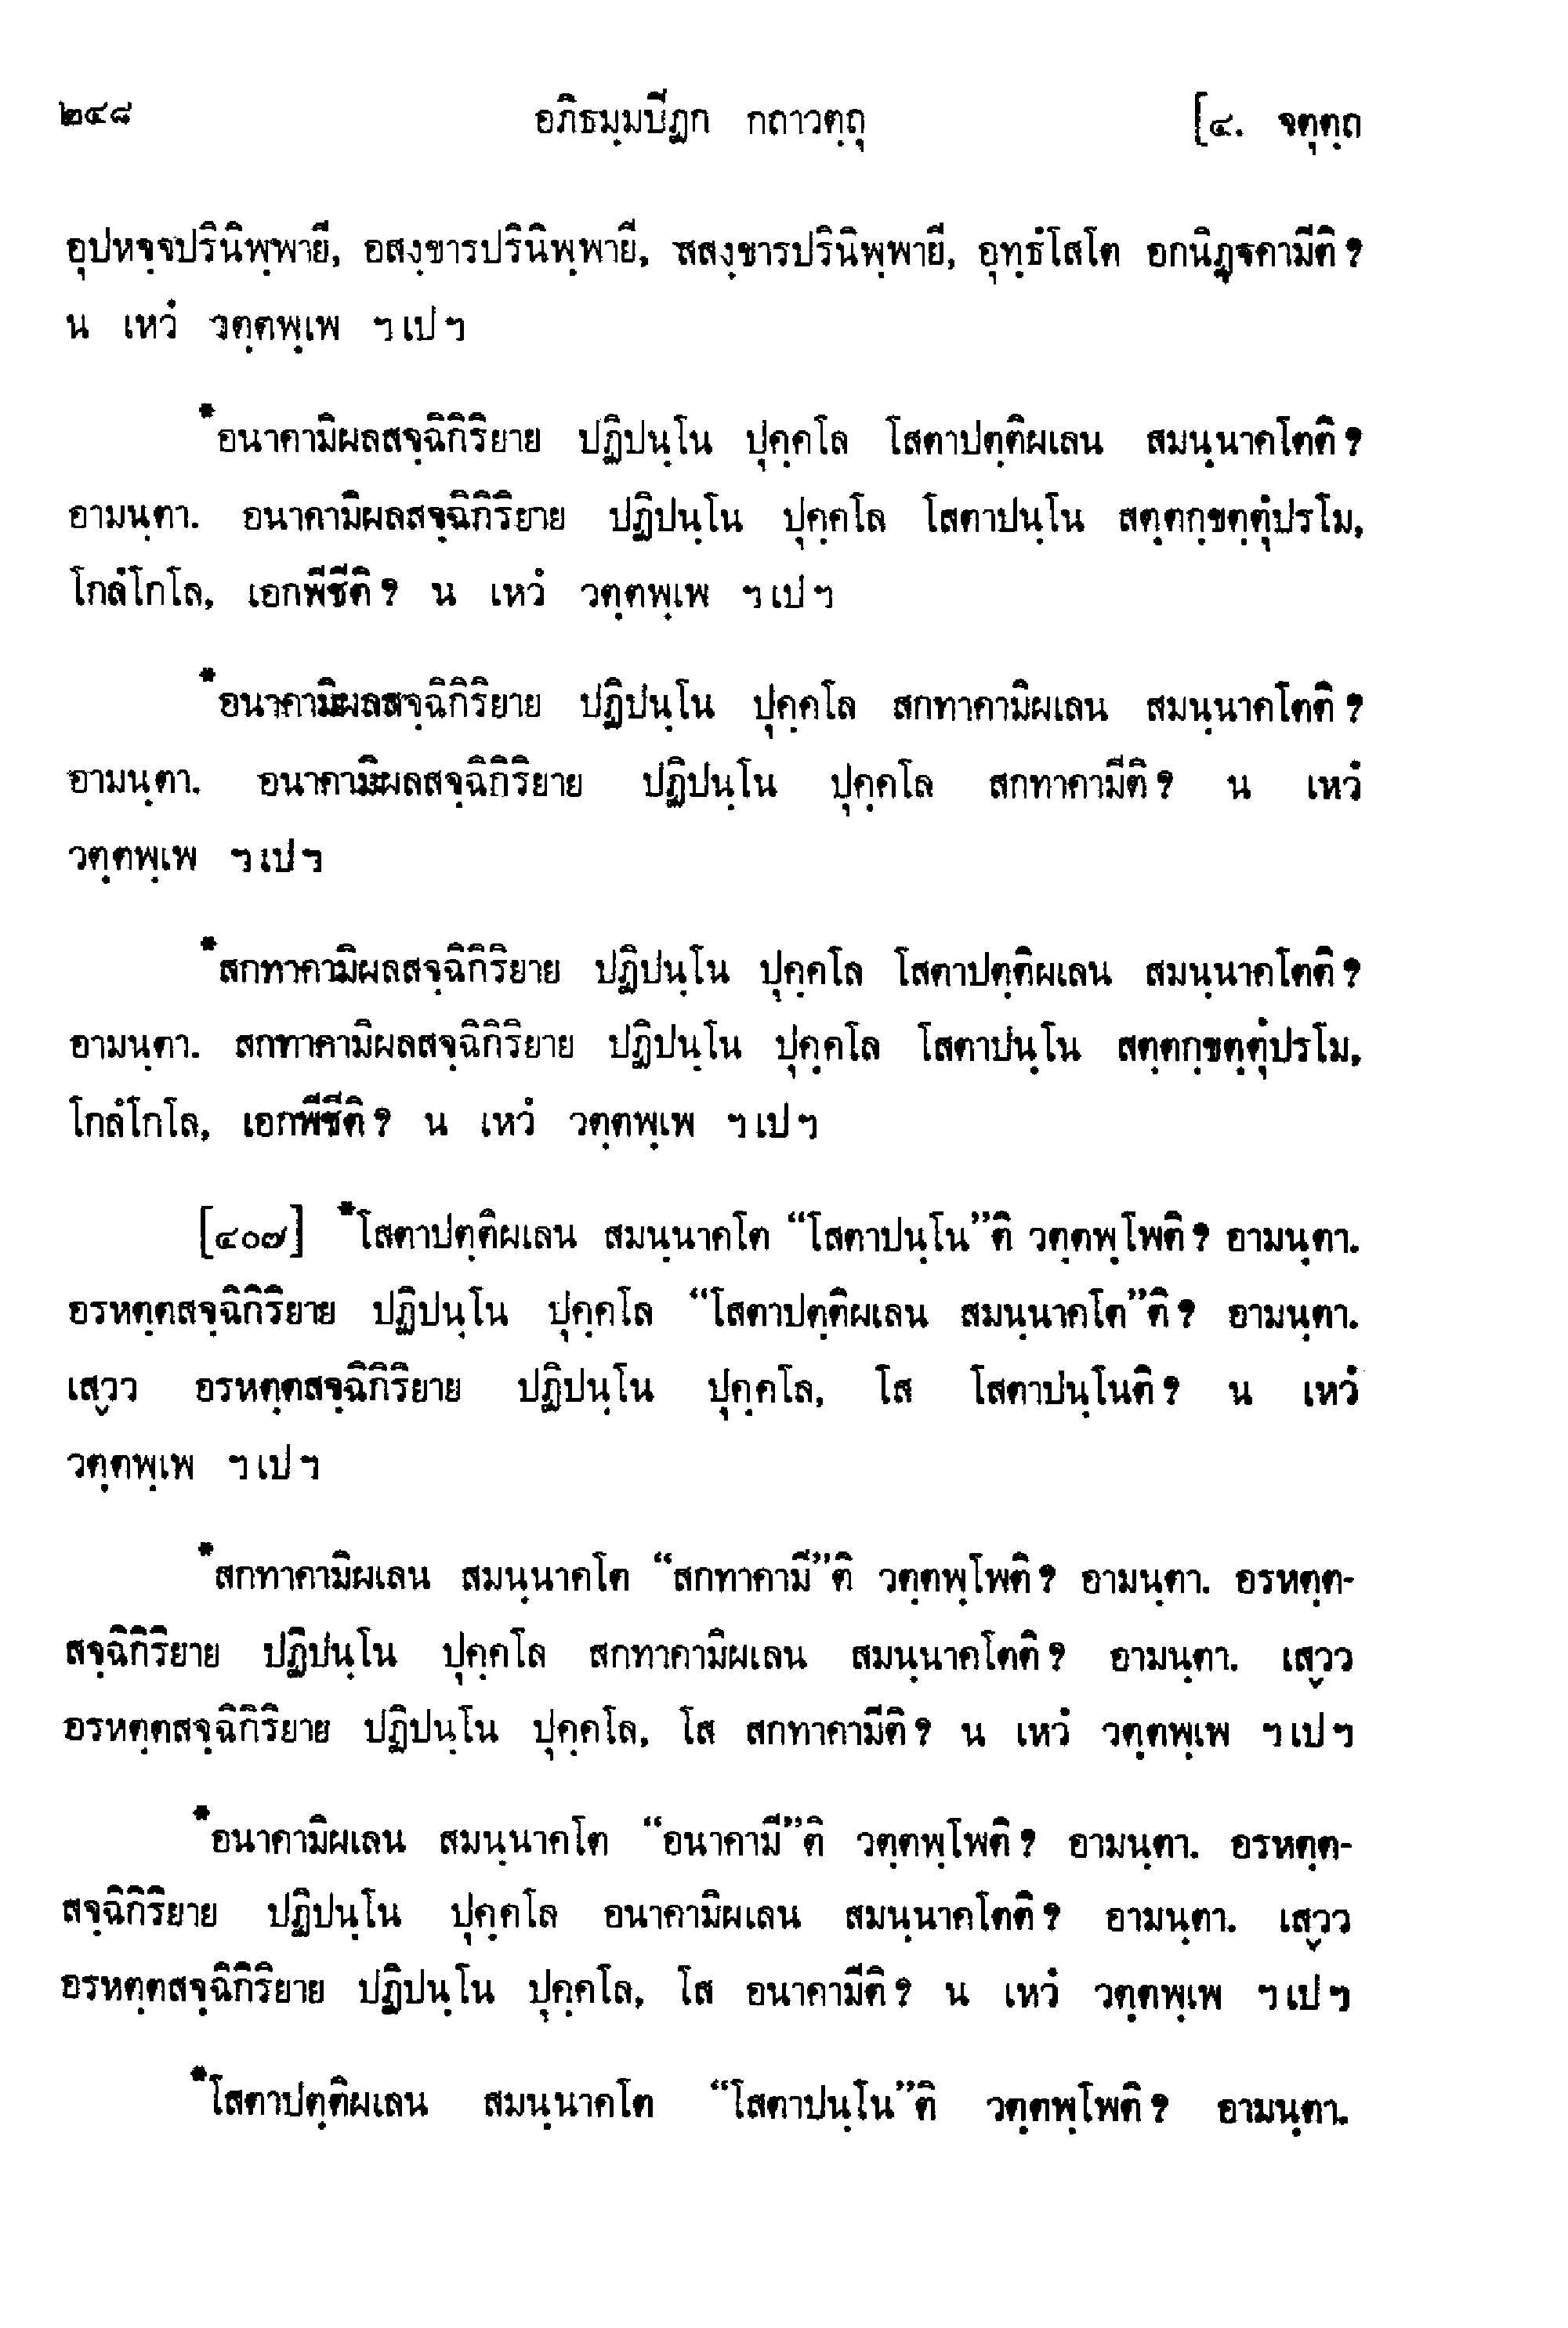 ๒๔๘ อภิธมฺมปีฏก กถาวตฺถุ [๔. จตุตฺถ
อุปหจฺจปรินิพฺพายี, อสงฺขารปรินิพฺพายี, สสงฺขารปรินิพฺพายี, อุทฺธํโสโต อกนิฏฺฐคามีติ ?
น เหวํ วตฺตพฺเพ ฯ เป ฯ
*อนาคามิผลสจฺฉิกิริยาย ปฏิปนฺโน ปุคฺคโล โสตาปตฺติผเลน สมนฺนาคโตติ ?
อามนฺตา. อนาคามิผลสจฺฉิกิริยาย ปฏิปนฺโน ปุคฺคโล โสตาปนฺโน สตฺตกฺขตฺตุํปรโม,
โกลํโกโล, เอกพีชีติ ? น เหวํ วตฺตพฺเพ ฯ เป ฯ
*อนาคามิผลสจฺฉิกิริยาย ปฏิปนฺโน ปุคฺคโล สกทาคามิผเลน สมนฺนาคโตติ ?
อามนฺตา. อนาคามิผลสจฺฉิกิริยาย ปฏิปนฺโน ปุคฺคโล สกทาคามีติ ? น เหวํ
วตฺตพฺเพ ฯ เป ฯ
*สกทาคามิผลสจฺฉิกิริยาย ปฏิปนฺโน ปุคฺคโล โสตาปตฺติผเลน สมนฺนาคโตติ ?
อามนฺตา. สกทาคามิผลสจฺฉิกิริยาย ปฏิปนฺโน ปุคฺคโล โสตาปนฺโน สตฺตกฺขตฺตุํปรโม,
โกลํโกโล, เอกพีชีติ ? น เหวํ วตฺตพฺเพ ฯ เป ฯ
[๔๐๗] *โสตาปตฺติผเลน สมนฺนาคโต “โสตาปนฺโน”ติ วตฺตพฺโพติ ? อามนฺตา.
อรหตฺตสจฺฉิกิริยาย ปฏิปนฺโน ปุคฺคโล “โสตาปตฺติผเลน สมนฺนาคโต”ติ ? อามนฺตา.
เสฺวว อรหตฺตสจฺฉิกิริยาย ปฏิปนฺโน ปุคฺคโล, โส โสตาปนฺโนติ ? น เหวํ
วตฺตพฺเพ ฯ เป ฯ
*สกทาคามิผเลน สมนฺนาคโต “สกทาคามี”ติ วตฺตพฺโพติ ? อามนฺตา. อรหตฺต-
สจฺฉิกิริยาย ปฏิปนฺโน ปุคฺคโล สกทาคามิผเลน สมนฺนาคโตติ ? อามนฺตา. เสฺวว
อรหตฺตสจฺฉิกิริยาย ปฏิปนฺโน ปุคฺคโล, โส สกทาคามีติ ? น เหวํ วตฺตพฺเพ ฯ เป ฯ
*อนาคามิผเลน สมนฺนาคโต “อนาคามี”ติ วตฺตพฺโพติ ? อามนฺตา. อรหตฺต-
สจฺฉิกิริยาย ปฏิปนฺโน ปุคฺคโล อนาคามิผเลน สมนฺนาคโตติ ? อามนฺตา. เสฺวว
อรหตฺตสจฺฉิกิริยาย ปฏิปนฺโน ปุคฺคโล, โส อนาคามีติ ? น เหวํ วตฺตพฺเพ ฯ เป ฯ
*โสตาปตฺติผเลน สมนฺนาคโต “โสตาปนฺโน”ติ วตฺตพฺโพติ ? อามนฺตา.